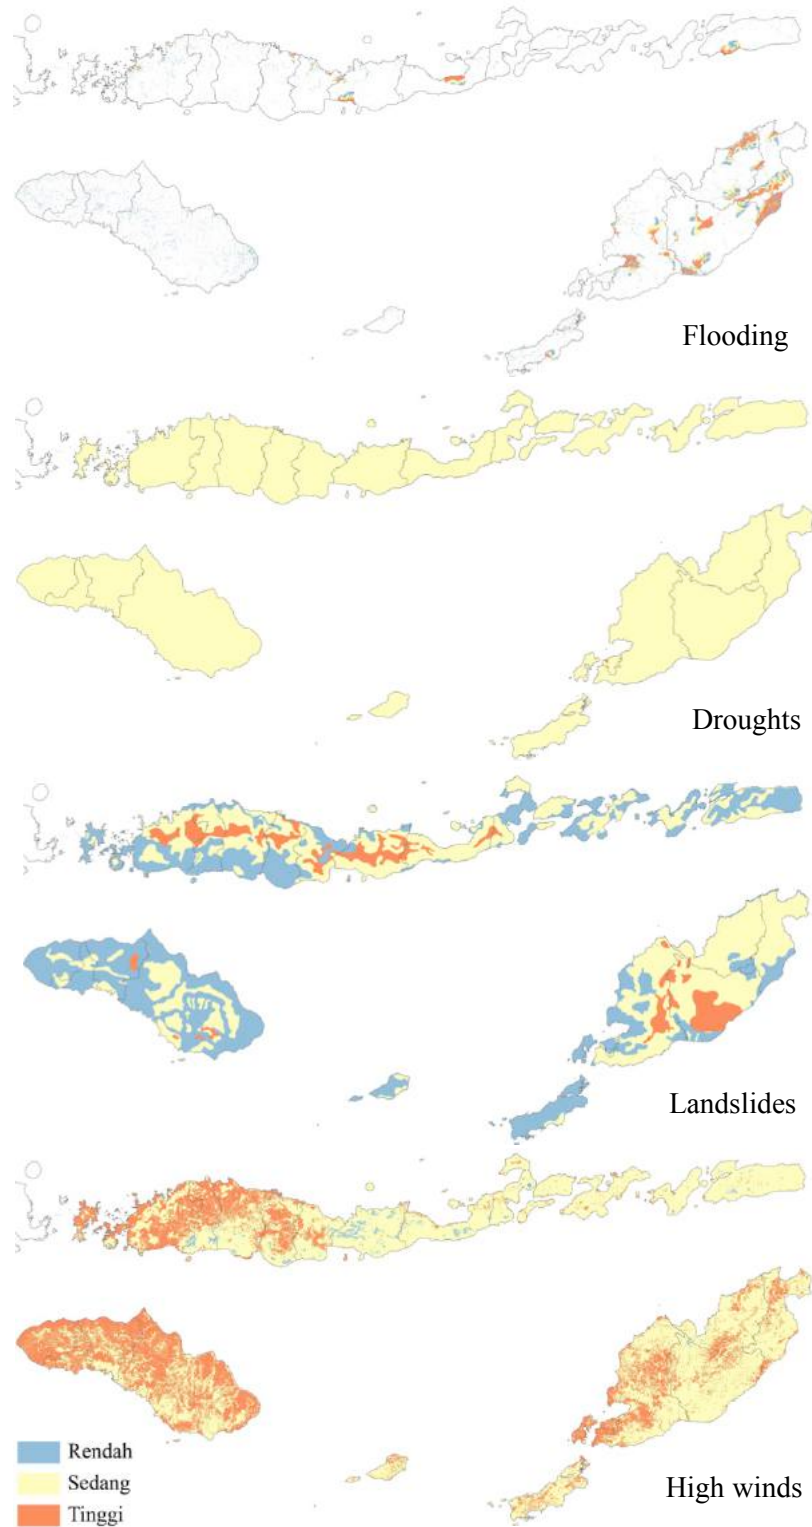 Flooding
Droughts
Landslides
Rendah
Sedang
Tinggi
High winds